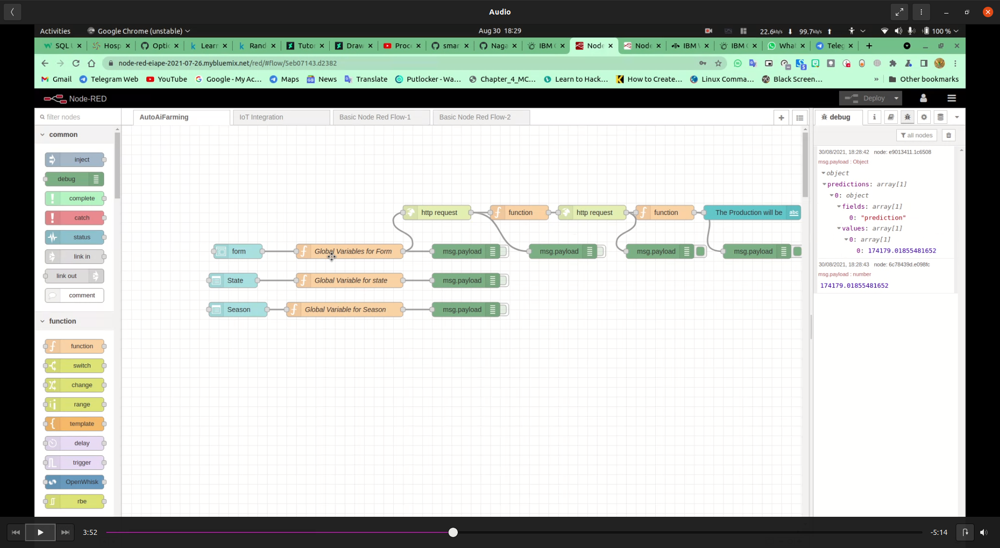 Audio
Activities Google Chrome (unstable) Aug 30 18:29 22.6kb/s 99.7kb/s 100 %
SQL Hosp Optic Learn Rand Tutor Draw Proc smar Naga IBM Node Node IBM IBM What Teleg
node-red-eiape-2021-07-26.mybluemix.net/red/#flow/5eb07143.d2382
Gmail Telegram Web YouTube Google - My Ac... Maps News Translate Putlocker - Wa... Chapter_4_MC... Learn to Hack... How to Create... Linux Comma... Black Screen... » Other bookmarks
Node-RED Deploy
filter nodes AutoAiFarming IoT Integration Basic Node Red Flow-1 Basic Node Red Flow-2 debug
common
all nodes
inject
debug
complete
catch
status
link in
link out
comment
function
function
switch
change
range
template
delay
trigger
OpenWhisk
rbe
http request function http request function The Production will be abc
form Global Variables for Form msg.payload msg.payload msg.payload msg.payload
State Global Variable for state msg.payload
Season Global Variable for Season msg.payload
30/08/2021, 18:28:42 node: e9013411.1c6508
msg.payload : Object
object
predictions: array[1]
0: object
fields: array[1]
0: "prediction"
values: array[1]
0: array[1]
0: 174179.01855481652
30/08/2021, 18:28:43 node: 6c78439d.e098fc
msg.payload : number
174179.01855481652
3:52 -5:14